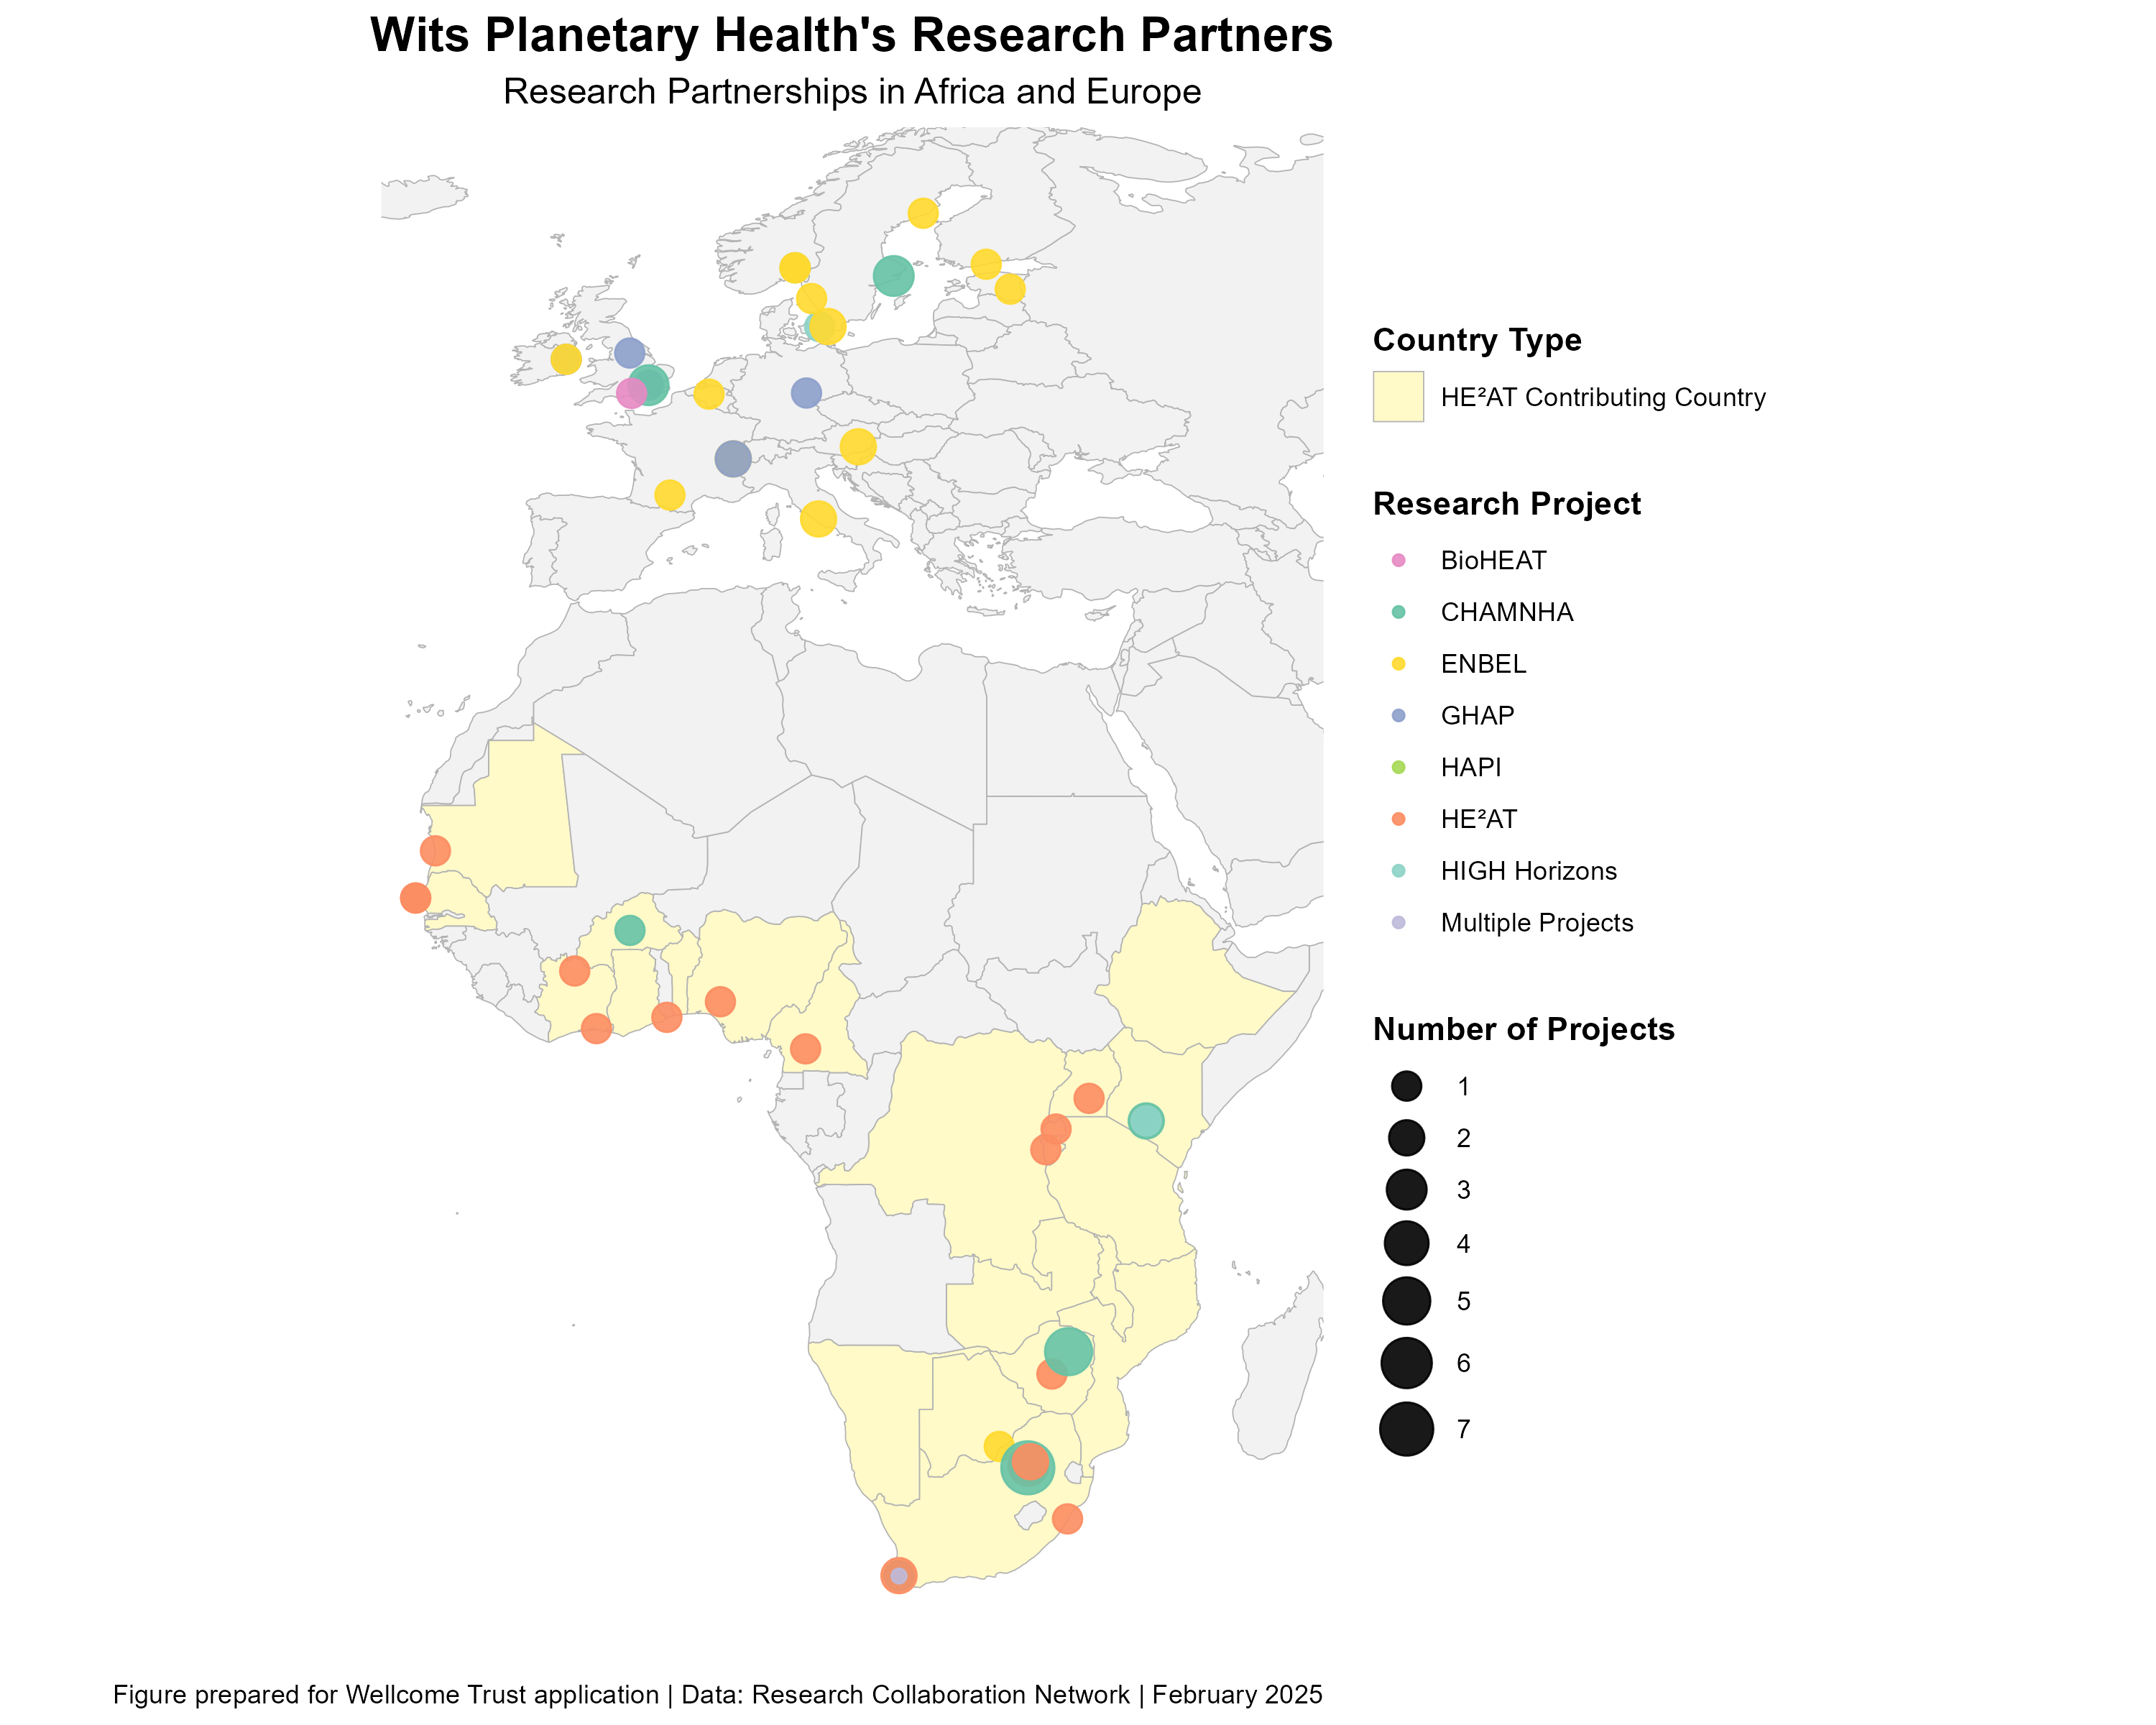 Wits Planetary Health's Research Partners
Research Partnerships in Africa and Europe
Country Type
HE²AT Contributing Country
Research Project
BioHEAT
CHAMNHA
ENBEL
GHAP
HAPI
HE²AT
HIGH Horizons
Multiple Projects
Number of Projects
1
2
3
4
5
6
7
Figure prepared for Wellcome Trust application | Data: Research Collaboration Network | February 2025